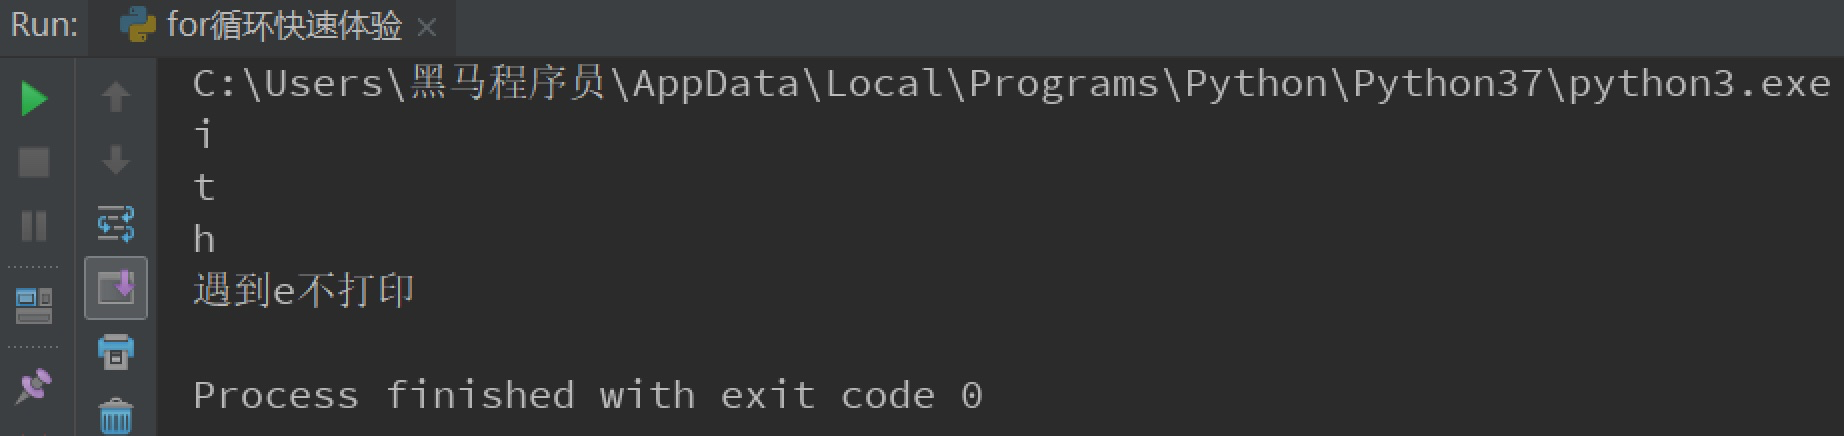 Run: for循环快速体验 ×
C:\Users\黑马程序员\AppData\Local\Programs\Python\Python37\python3.exe
i
t
h
遇到e不打印
Process finished with exit code 0